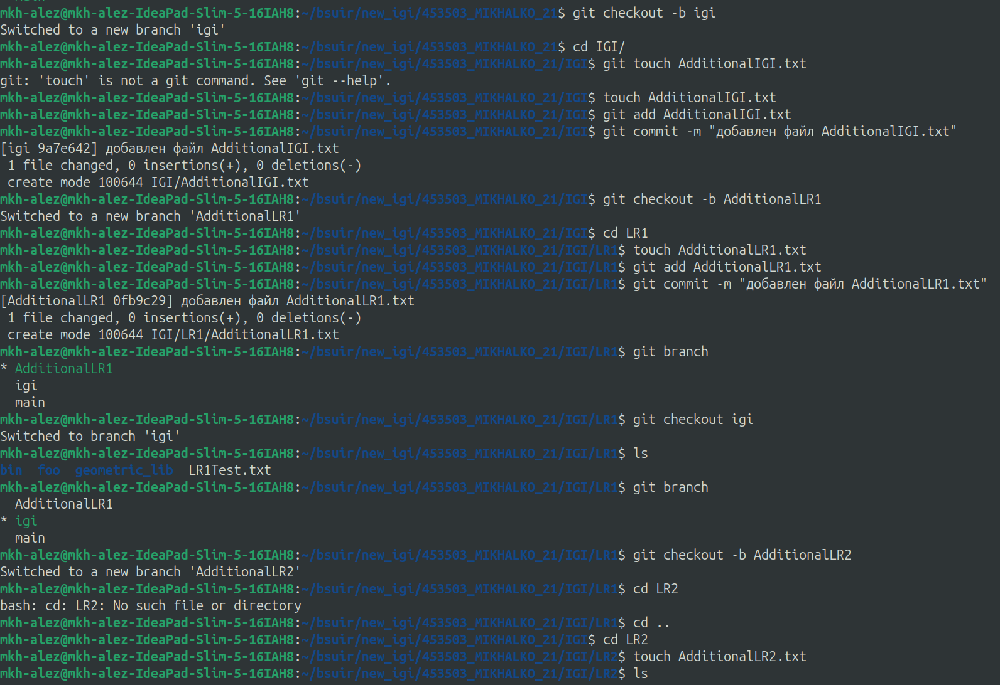 mkh-alez@mkh-alez-IdeaPad-Slim-5-16IAH8:~/bsuir/new_igi/453503_MIKHALKO_21$ git checkout -b igi
Switched to a new branch 'igi'
mkh-alez@mkh-alez-IdeaPad-Slim-5-16IAH8:~/bsuir/new_igi/453503_MIKHALKO_21$ cd IGI/
mkh-alez@mkh-alez-IdeaPad-Slim-5-16IAH8:~/bsuir/new_igi/453503_MIKHALKO_21/IGI$ git touch AdditionalIGI.txt
git: 'touch' is not a git command. See 'git --help'.
mkh-alez@mkh-alez-IdeaPad-Slim-5-16IAH8:~/bsuir/new_igi/453503_MIKHALKO_21/IGI$ touch AdditionalIGI.txt
mkh-alez@mkh-alez-IdeaPad-Slim-5-16IAH8:~/bsuir/new_igi/453503_MIKHALKO_21/IGI$ git add AdditionalIGI.txt
mkh-alez@mkh-alez-IdeaPad-Slim-5-16IAH8:~/bsuir/new_igi/453503_MIKHALKO_21/IGI$ git commit -m "добавлен файл AdditionalIGI.txt"
[igi 9a7e642] добавлен файл AdditionalIGI.txt
 1 file changed, 0 insertions(+), 0 deletions(-)
 create mode 100644 IGI/AdditionalIGI.txt
mkh-alez@mkh-alez-IdeaPad-Slim-5-16IAH8:~/bsuir/new_igi/453503_MIKHALKO_21/IGI$ git checkout -b AdditionalLR1
Switched to a new branch 'AdditionalLR1'
mkh-alez@mkh-alez-IdeaPad-Slim-5-16IAH8:~/bsuir/new_igi/453503_MIKHALKO_21/IGI$ cd LR1
mkh-alez@mkh-alez-IdeaPad-Slim-5-16IAH8:~/bsuir/new_igi/453503_MIKHALKO_21/IGI/LR1$ touch AdditionalLR1.txt
mkh-alez@mkh-alez-IdeaPad-Slim-5-16IAH8:~/bsuir/new_igi/453503_MIKHALKO_21/IGI/LR1$ git add AdditionalLR1.txt
mkh-alez@mkh-alez-IdeaPad-Slim-5-16IAH8:~/bsuir/new_igi/453503_MIKHALKO_21/IGI/LR1$ git commit -m "добавлен файл AdditionalLR1.txt"
[AdditionalLR1 0fb9c29] добавлен файл AdditionalLR1.txt
 1 file changed, 0 insertions(+), 0 deletions(-)
 create mode 100644 IGI/LR1/AdditionalLR1.txt
mkh-alez@mkh-alez-IdeaPad-Slim-5-16IAH8:~/bsuir/new_igi/453503_MIKHALKO_21/IGI/LR1$ git branch
* AdditionalLR1
  igi
  main
mkh-alez@mkh-alez-IdeaPad-Slim-5-16IAH8:~/bsuir/new_igi/453503_MIKHALKO_21/IGI/LR1$ git checkout igi
Switched to branch 'igi'
mkh-alez@mkh-alez-IdeaPad-Slim-5-16IAH8:~/bsuir/new_igi/453503_MIKHALKO_21/IGI/LR1$ ls
bin  foo  geometric_lib  LR1Test.txt
mkh-alez@mkh-alez-IdeaPad-Slim-5-16IAH8:~/bsuir/new_igi/453503_MIKHALKO_21/IGI/LR1$ git branch
  AdditionalLR1
* igi
  main
mkh-alez@mkh-alez-IdeaPad-Slim-5-16IAH8:~/bsuir/new_igi/453503_MIKHALKO_21/IGI/LR1$ git checkout -b AdditionalLR2
Switched to a new branch 'AdditionalLR2'
mkh-alez@mkh-alez-IdeaPad-Slim-5-16IAH8:~/bsuir/new_igi/453503_MIKHALKO_21/IGI/LR1$ cd LR2
bash: cd: LR2: No such file or directory
mkh-alez@mkh-alez-IdeaPad-Slim-5-16IAH8:~/bsuir/new_igi/453503_MIKHALKO_21/IGI/LR1$ cd ..
mkh-alez@mkh-alez-IdeaPad-Slim-5-16IAH8:~/bsuir/new_igi/453503_MIKHALKO_21/IGI$ cd LR2
mkh-alez@mkh-alez-IdeaPad-Slim-5-16IAH8:~/bsuir/new_igi/453503_MIKHALKO_21/IGI/LR2$ touch AdditionalLR2.txt
mkh-alez@mkh-alez-IdeaPad-Slim-5-16IAH8:~/bsuir/new_igi/453503_MIKHALKO_21/IGI/LR2$ ls